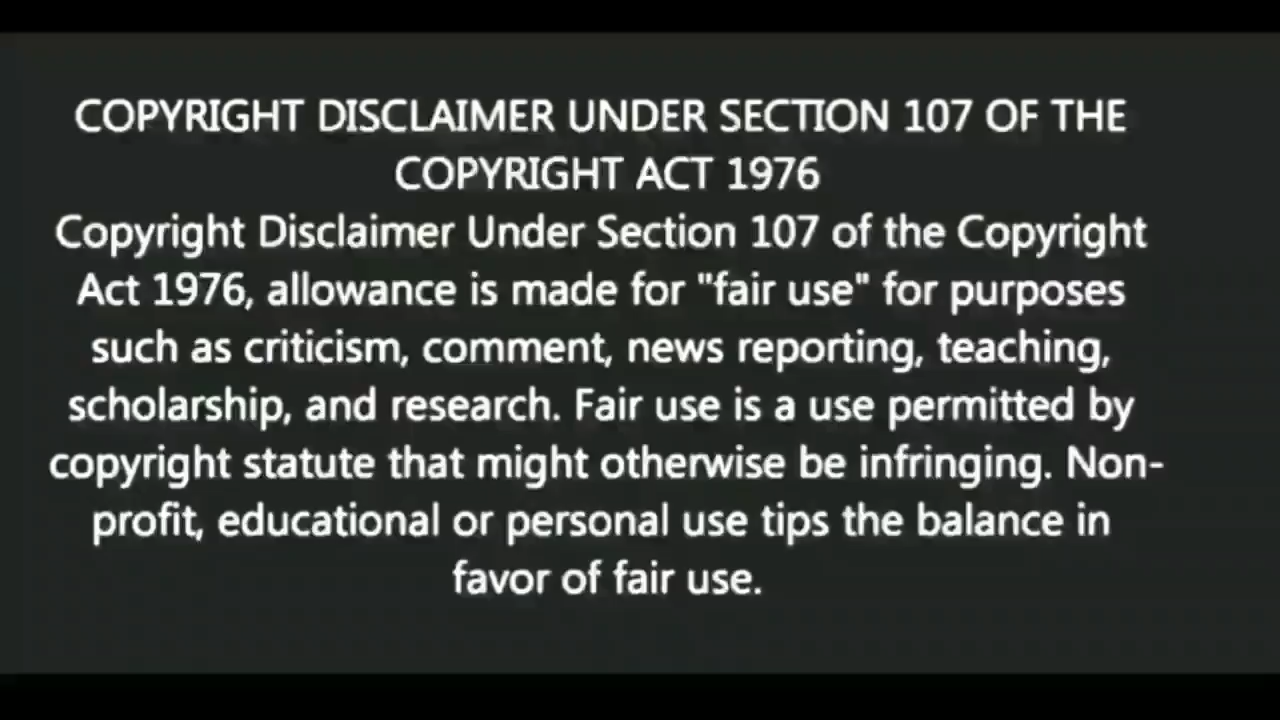 COPYRIGHT DISCLAIMER UNDER SECTION 107 OF THE
COPYRIGHT ACT 1976
Copyright Disclaimer Under Section 107 of the Copyright
Act 1976, allowance is made for "fair use" for purposes
such as criticism, comment, news reporting, teaching,
scholarship, and research. Fair use is a use permitted by
copyright statute that might otherwise be infringing. Non-
profit, educational or personal use tips the balance in
favor of fair use.